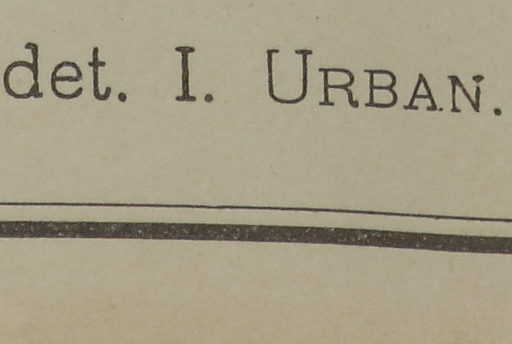 det. I. URBAN.